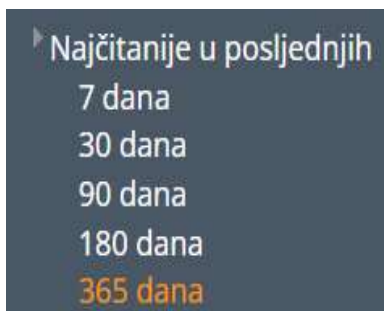 Najčitanije u posljednjih
7 dana
30 dana
90 dana
180 dana
365 dana